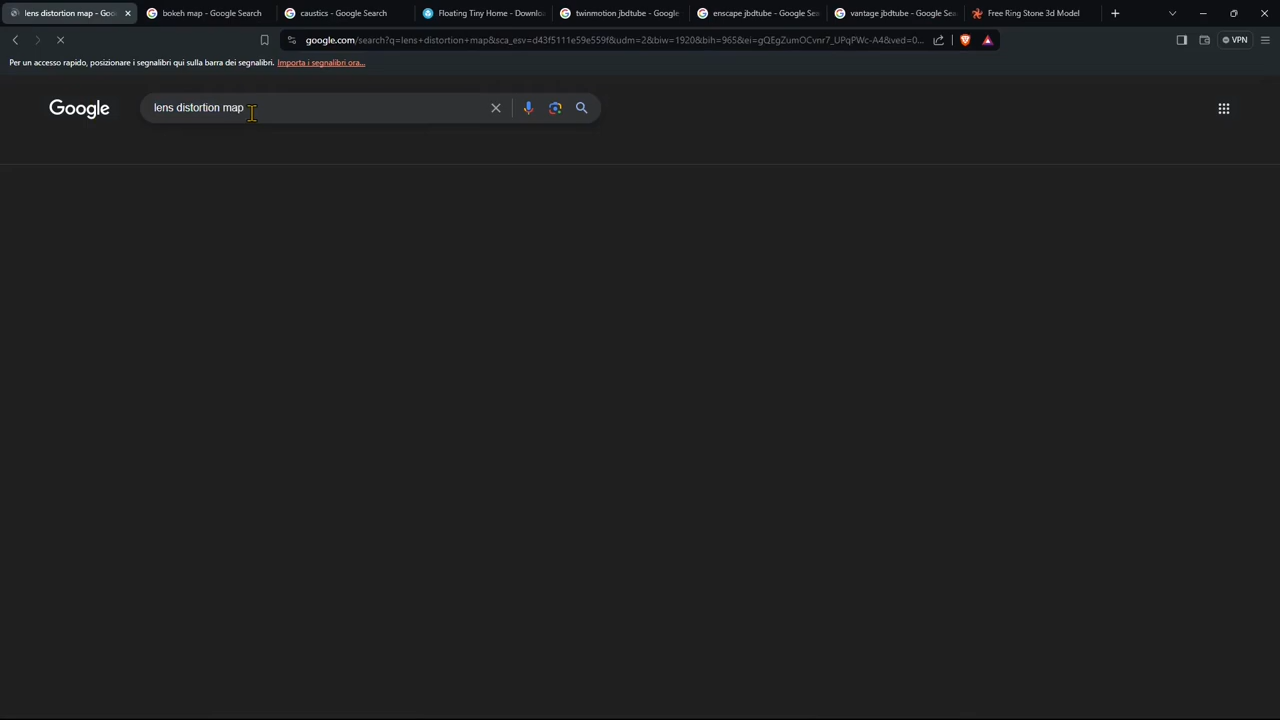 lens distortion map - Goo
bokeh map - Google Search
caustics - Google Search
Floating Tiny Home - Downloa
twinmotion jbdtube - Google
enscape jbdtube - Google Sea
vantage jbdtube - Google Sea
Free Ring Stone 3d Model
google.com/search?q=lens+distortion+map&sca_esv=d43f5111e59e559f&udm=2&biw=1920&bih=965&ei=gQEgZumOCvnr7_UPqPWc-A4&ved=0...
VPN
Per un accesso rapido, posizionare i segnalibri qui sulla barra dei segnalibri. Importa i segnalibri ora...
Google
lens distortion map